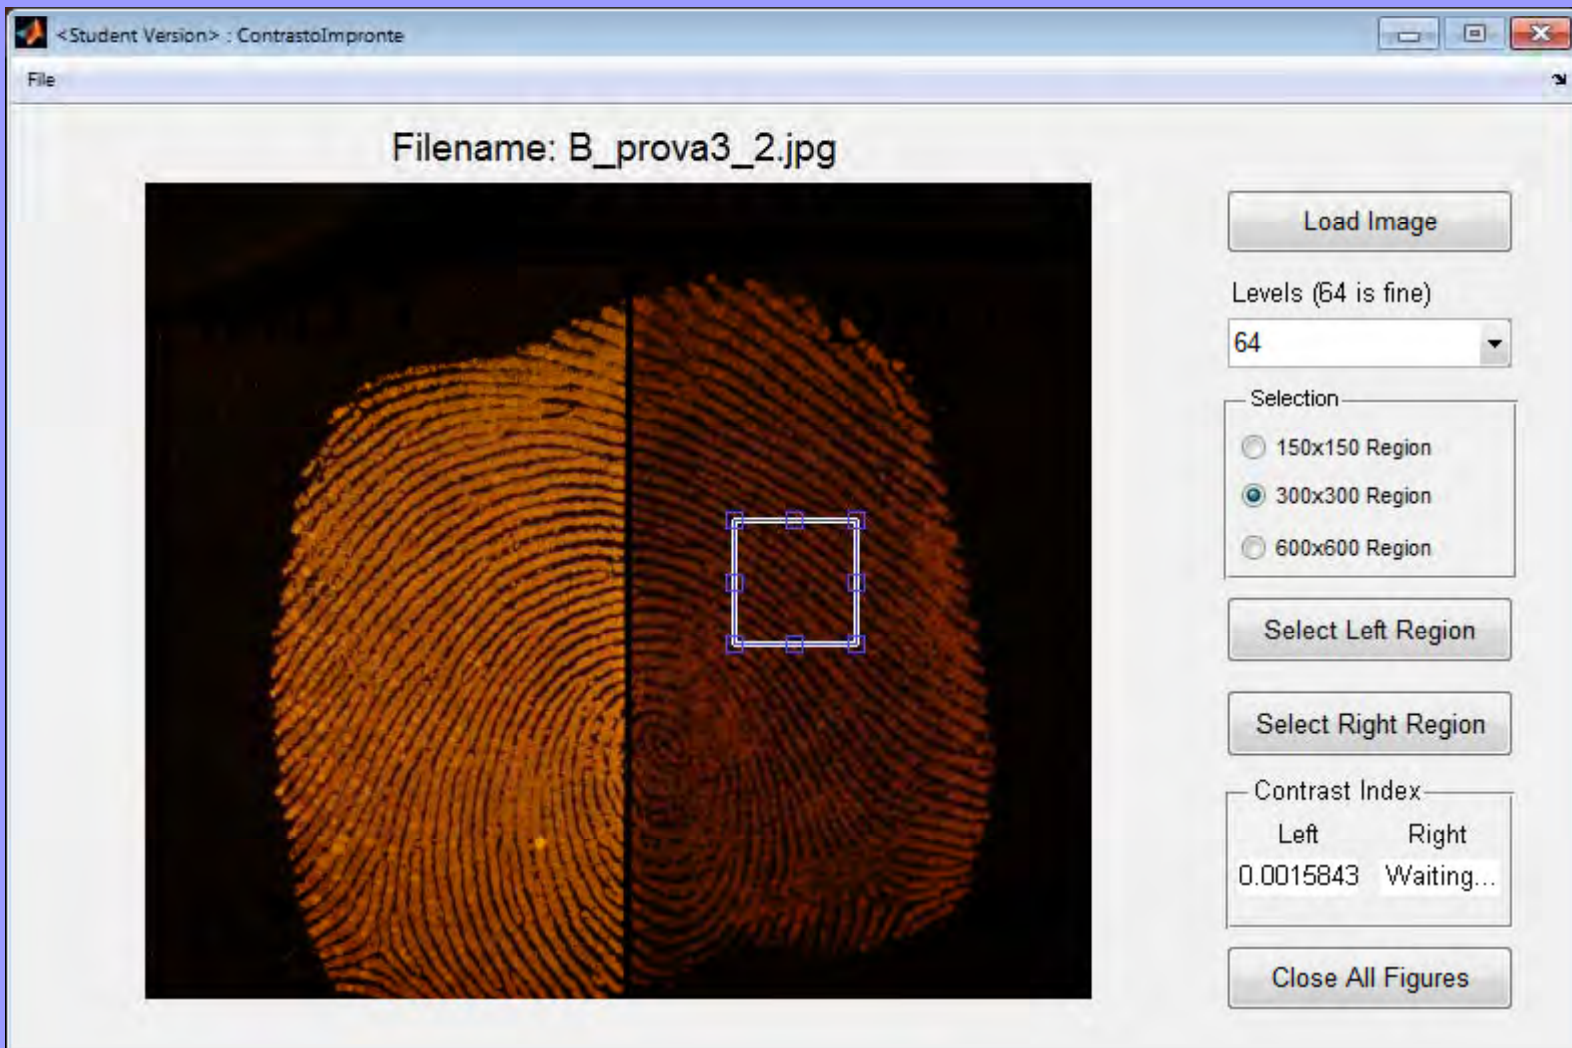 <Student Version> : ContrastoImpronte
File
Filename: B_prova3_2.jpg
Load Image
Levels (64 is fine)
64
Selection
150x150 Region
300x300 Region
600x600 Region
Select Left Region
Select Right Region
Contrast Index
Left Right
0.0015843 Waiting...
Close All Figures